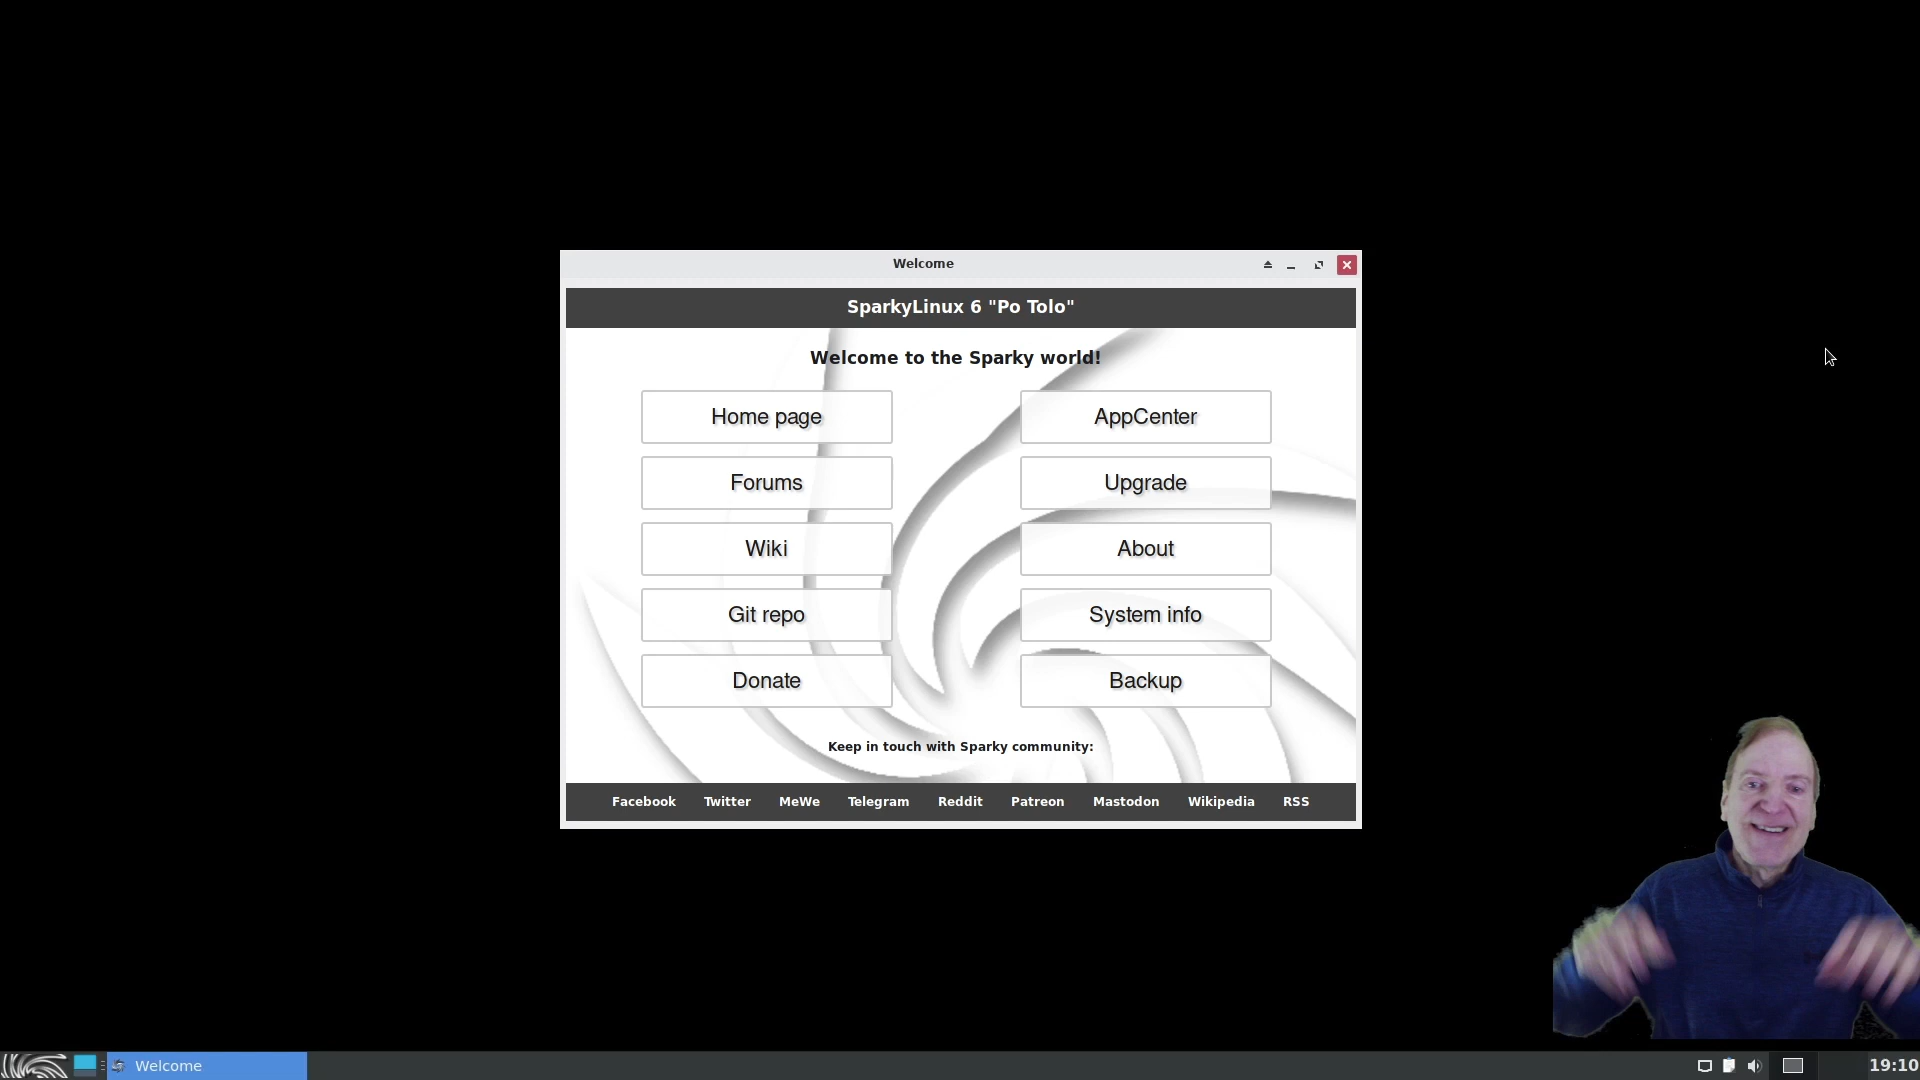 Welcome
SparkyLinux 6 "Po Tolo"
Welcome to the Sparky world!
Home page
AppCenter
Forums
Upgrade
Wiki
About
Git repo
System info
Donate
Backup
Keep in touch with Sparky community:
Facebook Twitter MeWe Telegram Reddit Patreon Mastodon Wikipedia RSS
Welcome
19:10